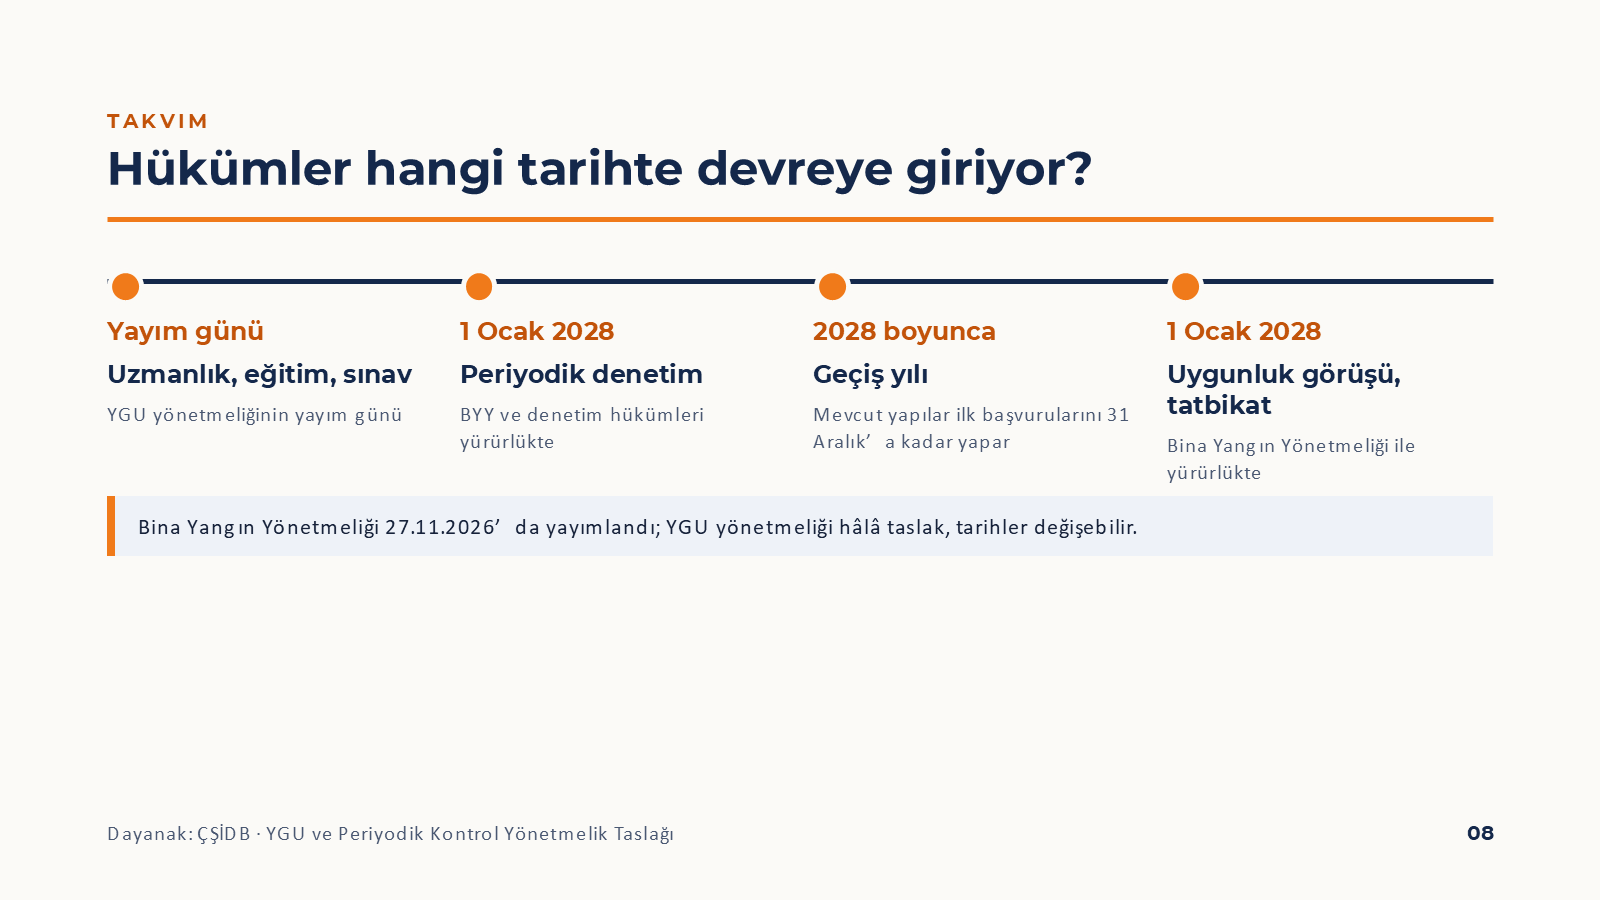 TAKVIM
Hükümler hangi tarihte devreye giriyor?
Yayım günü
Uzmanlık, eğitim, sınav
YGU yönetmeliğinin yayım günü
1 Ocak 2028
Periyodik denetim
BYY ve denetim hükümleri
yürürlükte
2028 boyunca
Geçiş yılı
Mevcut yapılar ilk başvurularını 31
Aralık’a kadar yapar
1 Ocak 2028
Uygunluk görüşü,
tatbikat
Bina Yangın Yönetmeliği ile
yürürlükte
Bina Yangın Yönetmeliği 27.11.2026’da yayımlandı; YGU yönetmeliği hâlâ taslak, tarihler değişebilir.
Dayanak: ÇŞİDB · YGU ve Periyodik Kontrol Yönetmelik Taslağı
08